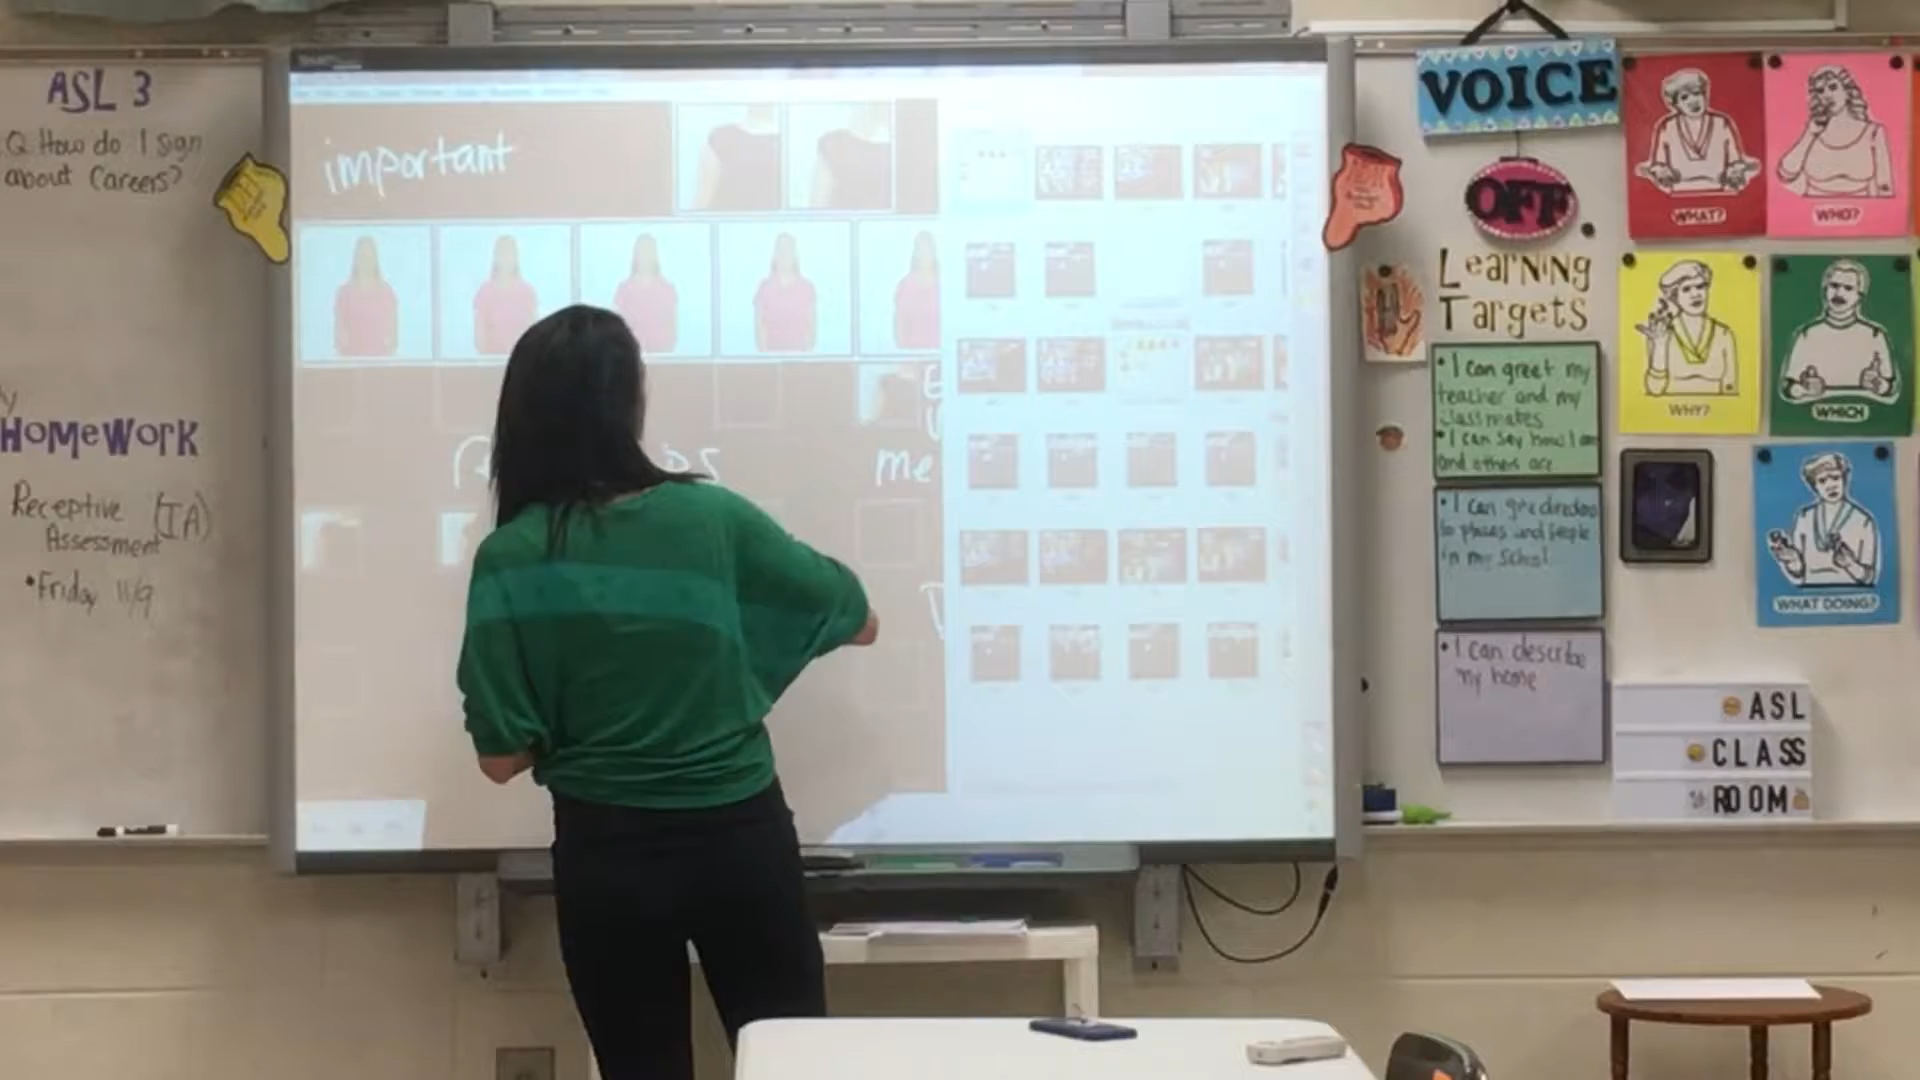 ASL 3
Q. How do I sign
about Careers?
HOMEWORK
Receptive (IA)
Assessment
• Friday 11/9
important
me
VOICE
OFF
Learning
Targets
• I can greet my
teacher and my
classmates
• I can say how I am
and others are
• I can give directions
to places and people
in my school.
• I can describe
my home
WHAT?
WHO?
WHY?
WHICH
WHAT DOING?
ASL
CLASS
ROOM